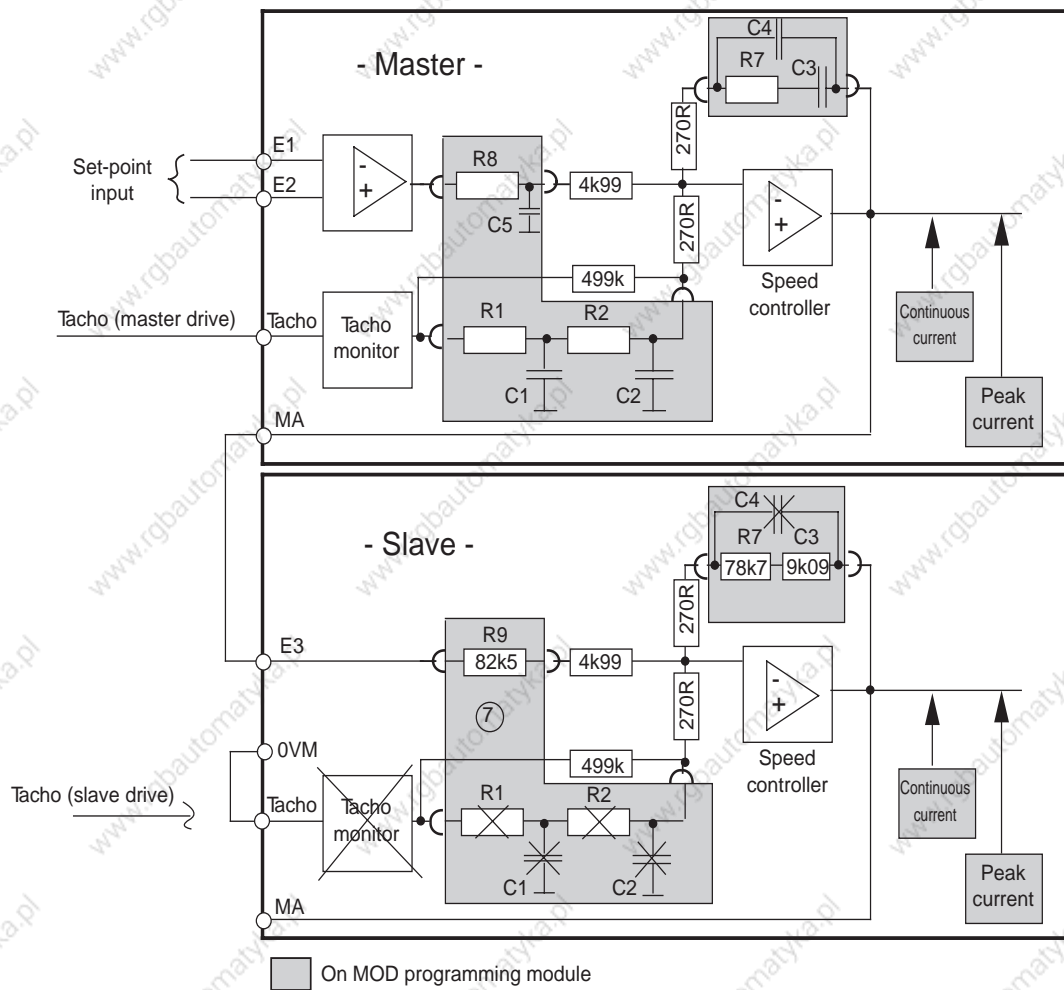 - Master -
C4
R7
C3
270R
E1
E2
Set-point
input
-
+
R8
4k99
C5
270R
-
+
Speed
controller
499k
Tacho (master drive)
Tacho
Tacho
monitor
R1
R2
C1
C2
Continuous
current
Peak
current
MA
- Slave -
C4
R7
C3
78k7
9k09
270R
E3
R9
82k5
4k99
270R
7
-
+
Speed
controller
0VM
499k
Tacho (slave drive)
Tacho
Tacho
monitor
R1
R2
C1
C2
Continuous
current
Peak
current
MA
On MOD programming module
www.rgbautomatyka.pl